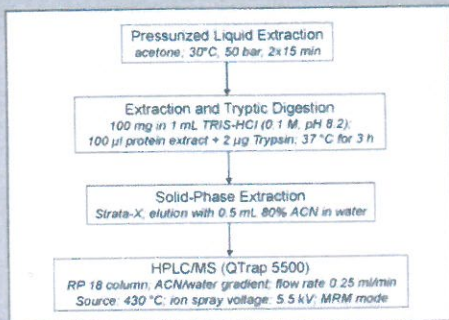 Pressurized Liquid Extraction
acetone; 30°C, 50 bar, 2x15 min
Extraction and Tryptic Digestion
100 mg in 1 mL TRIS-HCl (0.1 M, pH 8.2);
100 µl protein extract + 2 µg Trypsin; 37 °C for 3 h
Solid-Phase Extraction
Strata-X, elution with 0.5 mL 80% ACN in water
HPLC/MS (QTrap 5500)
RP 18 column; ACN/water gradient; flow rate 0.25 ml/min
Source: 430 °C; ion spray voltage: 5.5 kV; MRM mode